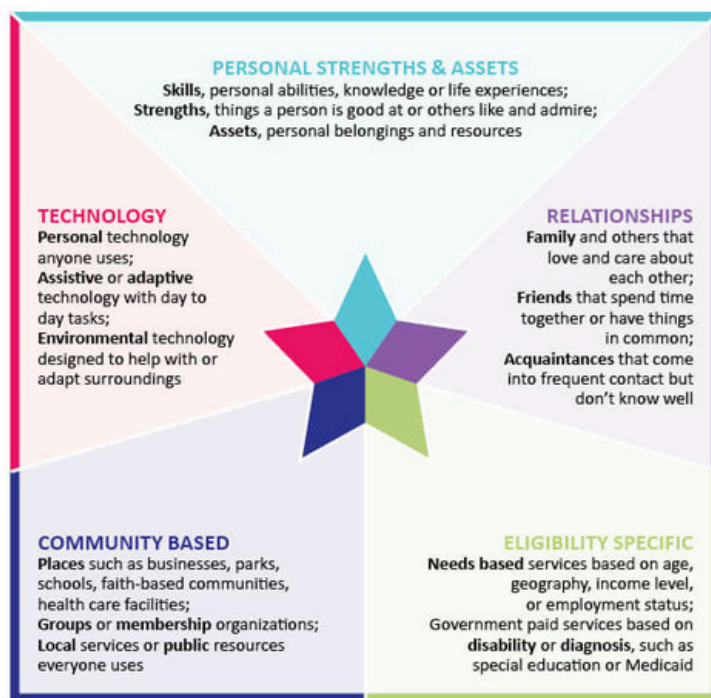 PERSONAL STRENGTHS & ASSETS
Skills, personal abilities, knowledge or life experiences;
Strengths, things a person is good at or others like and admire;
Assets, personal belongings and resources
TECHNOLOGY
Personal technology
anyone uses;
Assistive or adaptive
technology with day to
day tasks;
Environmental technology
designed to help with or
adapt surroundings
RELATIONSHIPS
Family and others that
love and care about
each other;
Friends that spend time
together or have things
in common;
Acquaintances that come
into frequent contact but
don't know well
COMMUNITY BASED
Places such as businesses, parks,
schools, faith-based communities,
health care facilities;
Groups or membership organizations;
Local services or public resources
everyone uses
ELIGIBILITY SPECIFIC
Needs based services based on age,
geography, income level,
or employment status;
Government paid services based on
disability or diagnosis, such as
special education or Medicaid